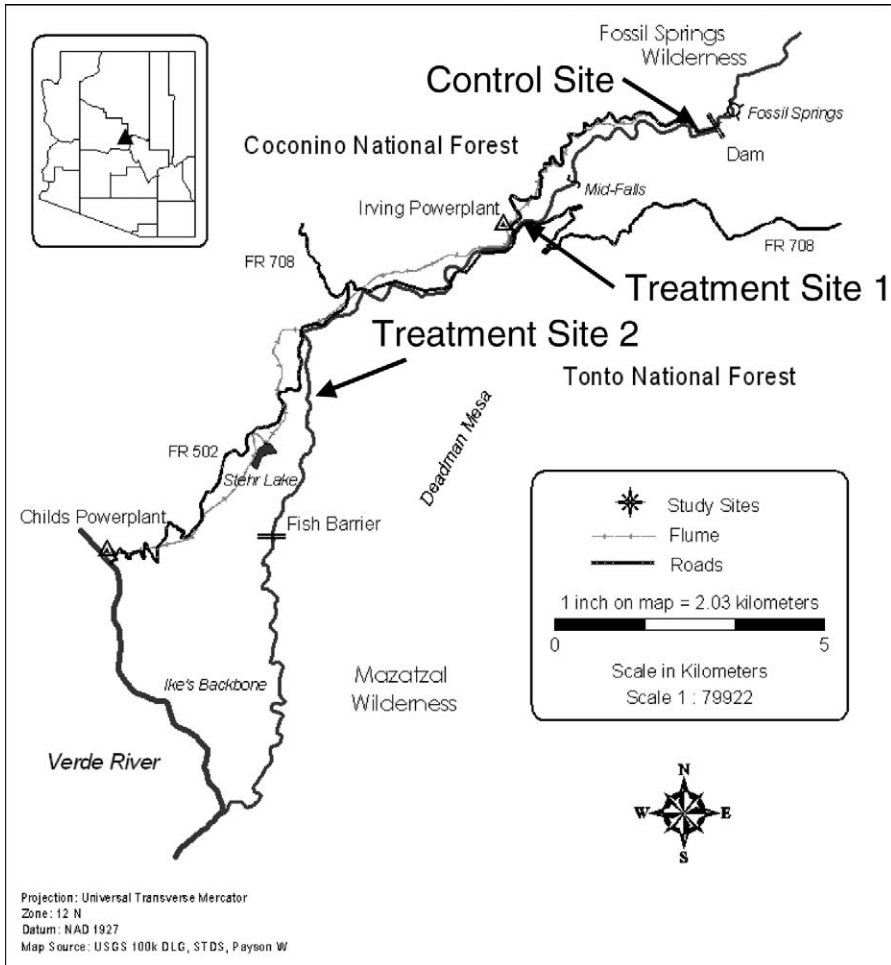 Fossil Springs
Wilderness
Control Site
Fossil Springs
Coconino National Forest
Dam
Mid-Falls
Irving Powerplant
FR 708
FR 708
Treatment Site 1
Treatment Site 2
Tonto National Forest
Deadman Mesa
FR 502
Stehr Lake
Childs Powerplant
Fish Barrier
Study Sites
Flume
Roads
1 inch on map = 2.03 kilometers
0 5
Scale in Kilometers
Scale 1 : 79922
Ike's Backbone
Mazatzal
Wilderness
Verde River
N
W E
S
Projection: Universal Transverse Mercator
Zone: 12 N
Datum: NAD 1927
Map Source: USGS 100k DLG, STDS, Payson W